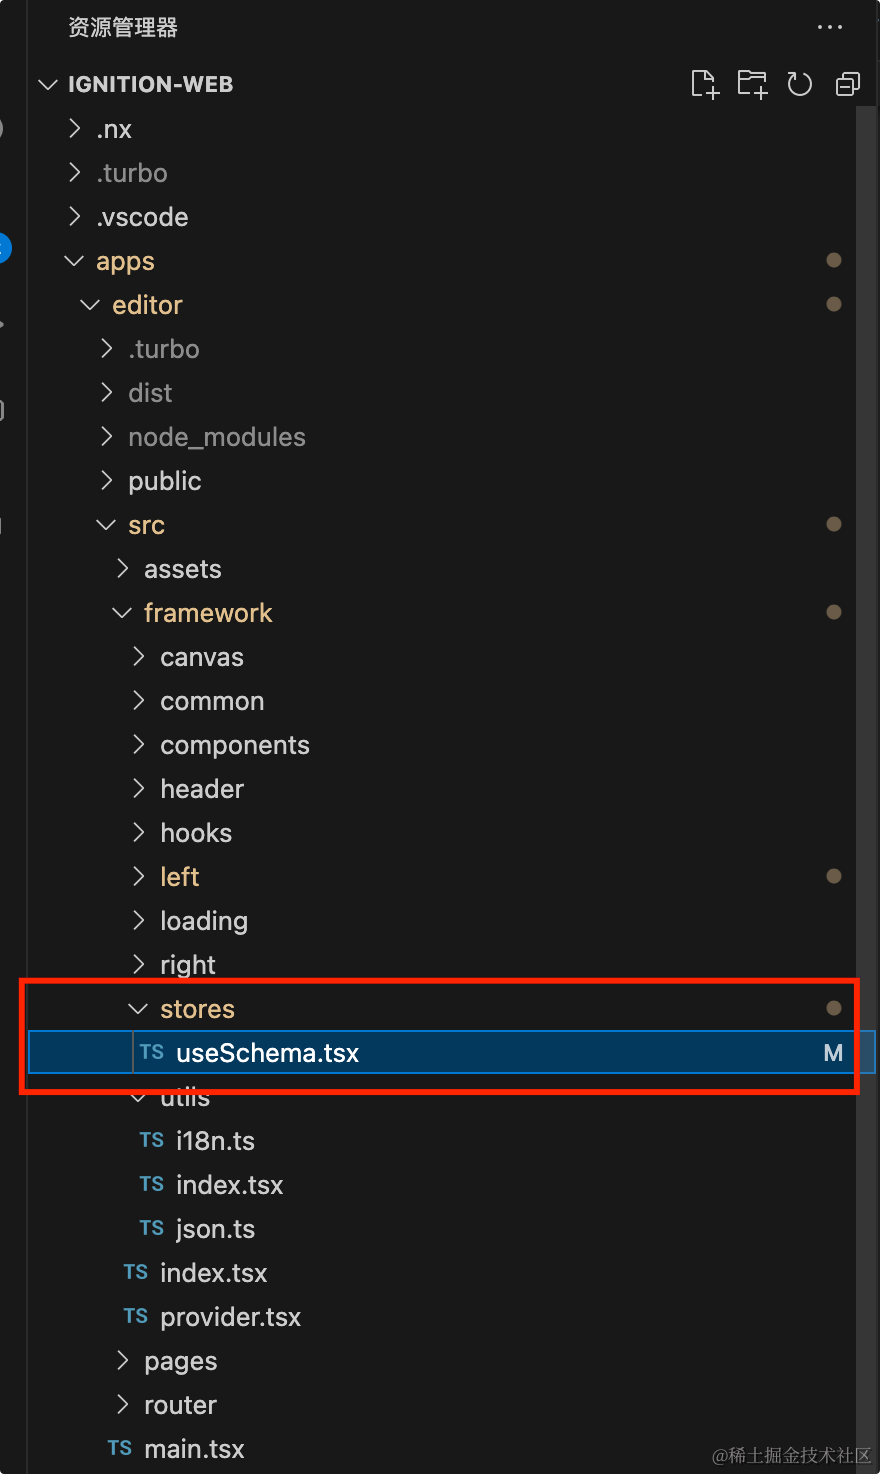 资源管理器
IGNITION-WEB
.nx
.turbo
.vscode
apps
editor
.turbo
dist
node_modules
public
src
assets
framework
canvas
common
components
header
hooks
left
loading
right
stores
TS useSchema.tsx M
utils
TS i18n.ts
TS index.tsx
TS json.ts
TS index.tsx
TS provider.tsx
pages
router
TS main.tsx
@稀土掘金技术社区